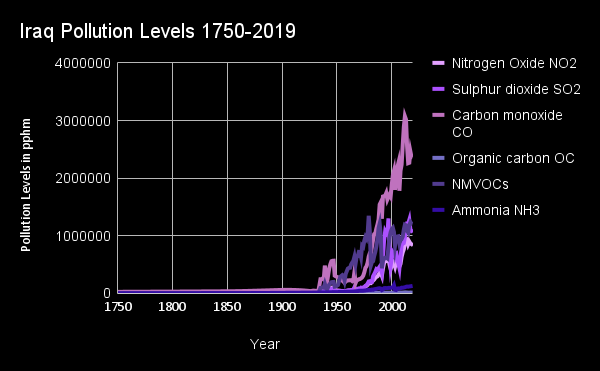 Iraq Pollution Levels 1750-2019
Pollution Levels in pphm
4000000
3000000
2000000
1000000
0
1750 1800 1850 1900 1950 2000
Year
Nitrogen Oxide NO2
Sulphur dioxide SO2
Carbon monoxide
CO
Organic carbon OC
NMVOCs
Ammonia NH3